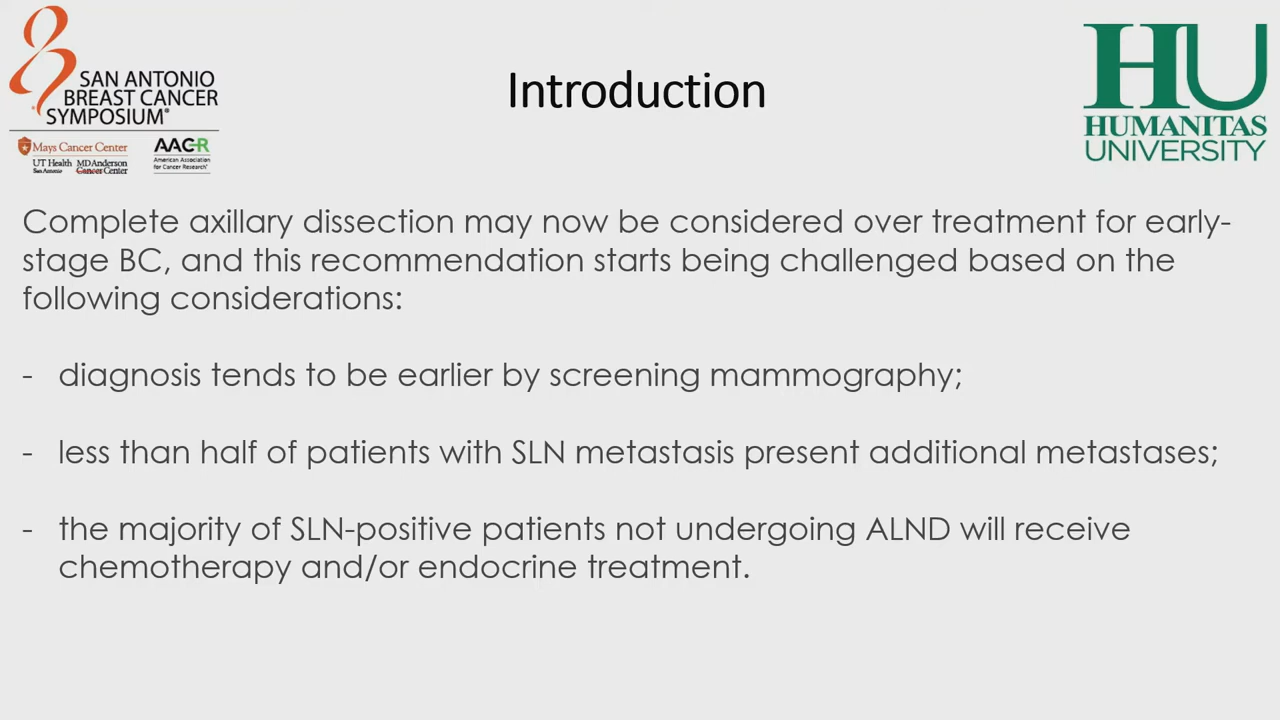 SAN ANTONIO
BREAST CANCER
SYMPOSIUM®
Mays Cancer Center
UT Health
San Antonio
MD Anderson
Cancer Center
AACR
American Association
for Cancer Research®
Introduction
HU
HUMANITAS
UNIVERSITY
Complete axillary dissection may now be considered over treatment for early-
stage BC, and this recommendation starts being challenged based on the
following considerations:
- diagnosis tends to be earlier by screening mammography;
- less than half of patients with SLN metastasis present additional metastases;
- the majority of SLN-positive patients not undergoing ALND will receive
chemotherapy and/or endocrine treatment.